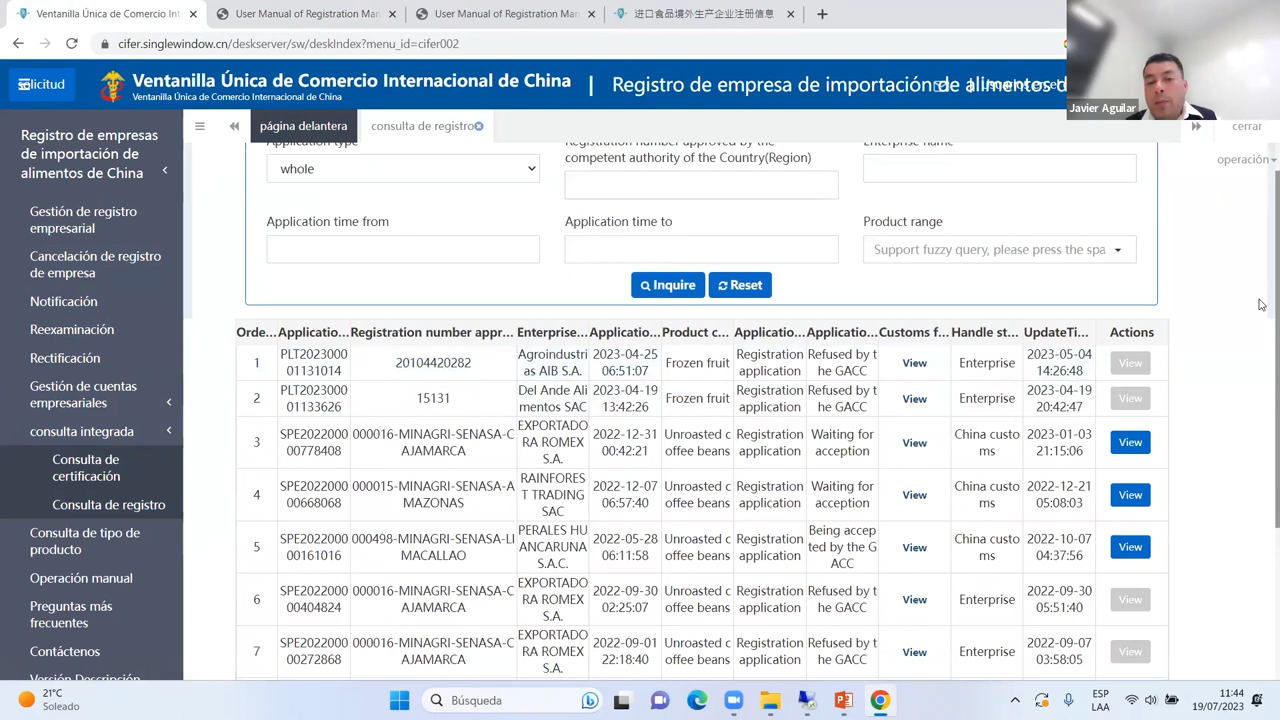 Ventanilla Única de Comercio In
User Manual of Registration Man
User Manual of Registration Man
进口食品境外生产企业注册信息
cifer.singlewindow.cn/deskserver/sw/deskIndex?menu_id=cifer002
Ventanilla Única de Comercio Internacional de China
Ventanilla Única de Comercio Internacional de China
| Registro de empresa de importación de alimentos d
Javier Aguilar
Registro de empresas
de importación de
alimentos de China
página delantera
consulta de registro
cerrar
operación
Gestión de registro
empresarial
Cancelación de registro
de empresa
Notificación
Reexaminación
Rectificación
Gestión de cuentas
empresariales
consulta integrada
Consulta de
certificación
Consulta de registro
Consulta de tipo de
producto
Operación manual
Preguntas más
frecuentes
Contáctenos
Versión Descripción
Application type
whole
Registration number approved by the
competent authority of the Country(Region)
Enterprise name
Application time from
Application time to
Product range
Support fuzzy query, please press the spa
Inquire Reset
Orde... Applicatio... Registration number appr... Enterprise... Applicatio... Product c... Applicatio... Applicatio... Customs f... Handle st... UpdateTi... Actions
1 PLT2023000 01131014 20104420282 Agroindustri as AIB S.A. 2023-04-25 06:51:07 Frozen fruit Registration application Refused by t he GACC View Enterprise 2023-05-04 14:26:48 View
2 PLT2023000 01133626 15131 Del Ande Ali mentos SAC 2023-04-19 13:42:26 Frozen fruit Registration application Refused by t he GACC View Enterprise 2023-04-19 20:42:47 View
3 SPE2022000 00778408 000016-MINAGRI-SENASA-C AJAMARCA EXPORTADO RA ROMEX S.A. 2022-12-31 00:42:21 Unroasted c offee beans Registration application Waiting for acception View China custo ms 2023-01-03 21:15:06 View
4 SPE2022000 00668068 000015-MINAGRI-SENASA-A MAZONAS RAINFORES T TRADING SAC 2022-12-07 06:57:40 Unroasted c offee beans Registration application Waiting for acception View China custo ms 2022-12-21 05:08:03 View
5 SPE2022000 00161016 000498-MINAGRI-SENASA-LI MACALLAO PERALES HU ANCARUNA S.A.C. 2022-05-28 06:11:58 Unroasted c offee beans Registration application Being accep ted by the G ACC View China custo ms 2022-10-07 04:37:56 View
6 SPE2022000 00404824 000016-MINAGRI-SENASA-C AJAMARCA EXPORTADO RA ROMEX S.A. 2022-09-30 02:25:07 Unroasted c offee beans Registration application Refused by t he GACC View Enterprise 2022-09-30 05:51:40 View
7 SPE2022000 00272868 000016-MINAGRI-SENASA-C AJAMARCA EXPORTADO RA ROMEX S.A. 2022-09-01 22:18:40 Unroasted c offee beans Registration application Refused by t he GACC View Enterprise 2022-09-07 03:58:05 View
21°C
Soleado
Búsqueda
ESP
LAA
11:44
19/07/2023